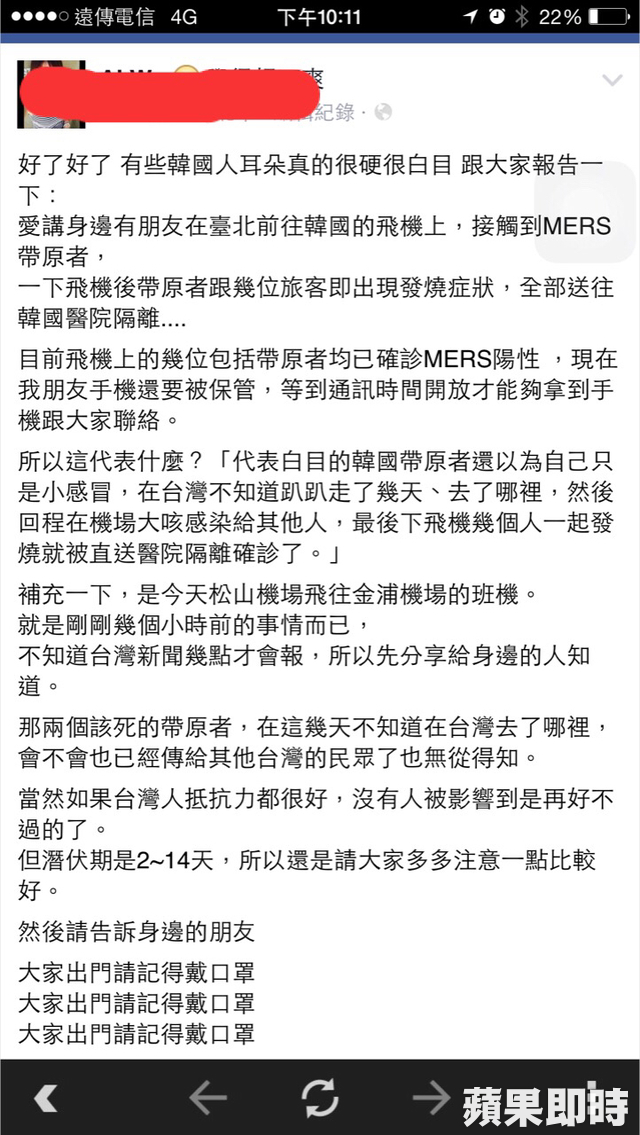 遠傳電信 4G 下午10:11 22%
紀錄
好了好了 有些韓國人耳朵真的很硬很白目 跟大家報告一
下：
愛講身邊有朋友在臺北前往韓國的飛機上，接觸到MERS
帶原者，
一下飛機後帶原者跟幾位旅客即出現發燒症狀，全部送往
韓國醫院隔離....
目前飛機上的幾位包括帶原者均已確診MERS陽性 ，現在
我朋友手機還要被保管，等到通訊時間開放才能夠拿到手
機跟大家聯絡。
所以這代表什麼？「代表白目的韓國帶原者還以為自己只
是小感冒，在台灣不知道趴趴走了幾天、去了哪裡，然後
回程在機場大咳感染給其他人，最後下飛機幾個人一起發
燒就被直送醫院隔離確診了。」
補充一下，是今天松山機場飛往金浦機場的班機。
就是剛剛幾個小時前的事情而已，
不知道台灣新聞幾點才會報，所以先分享給身邊的人知
道。
那兩個該死的帶原者，在這幾天不知道在台灣去了哪裡，
會不會也已經傳給其他台灣的民眾了也無從得知。
當然如果台灣人抵抗力都很好，沒有人被影響到是再好不
過的了。
但潛伏期是2~14天，所以還是請大家多多注意一點比較
好。
然後請告訴身邊的朋友
大家出門請記得戴口罩
大家出門請記得戴口罩
大家出門請記得戴口罩
蘋果即時